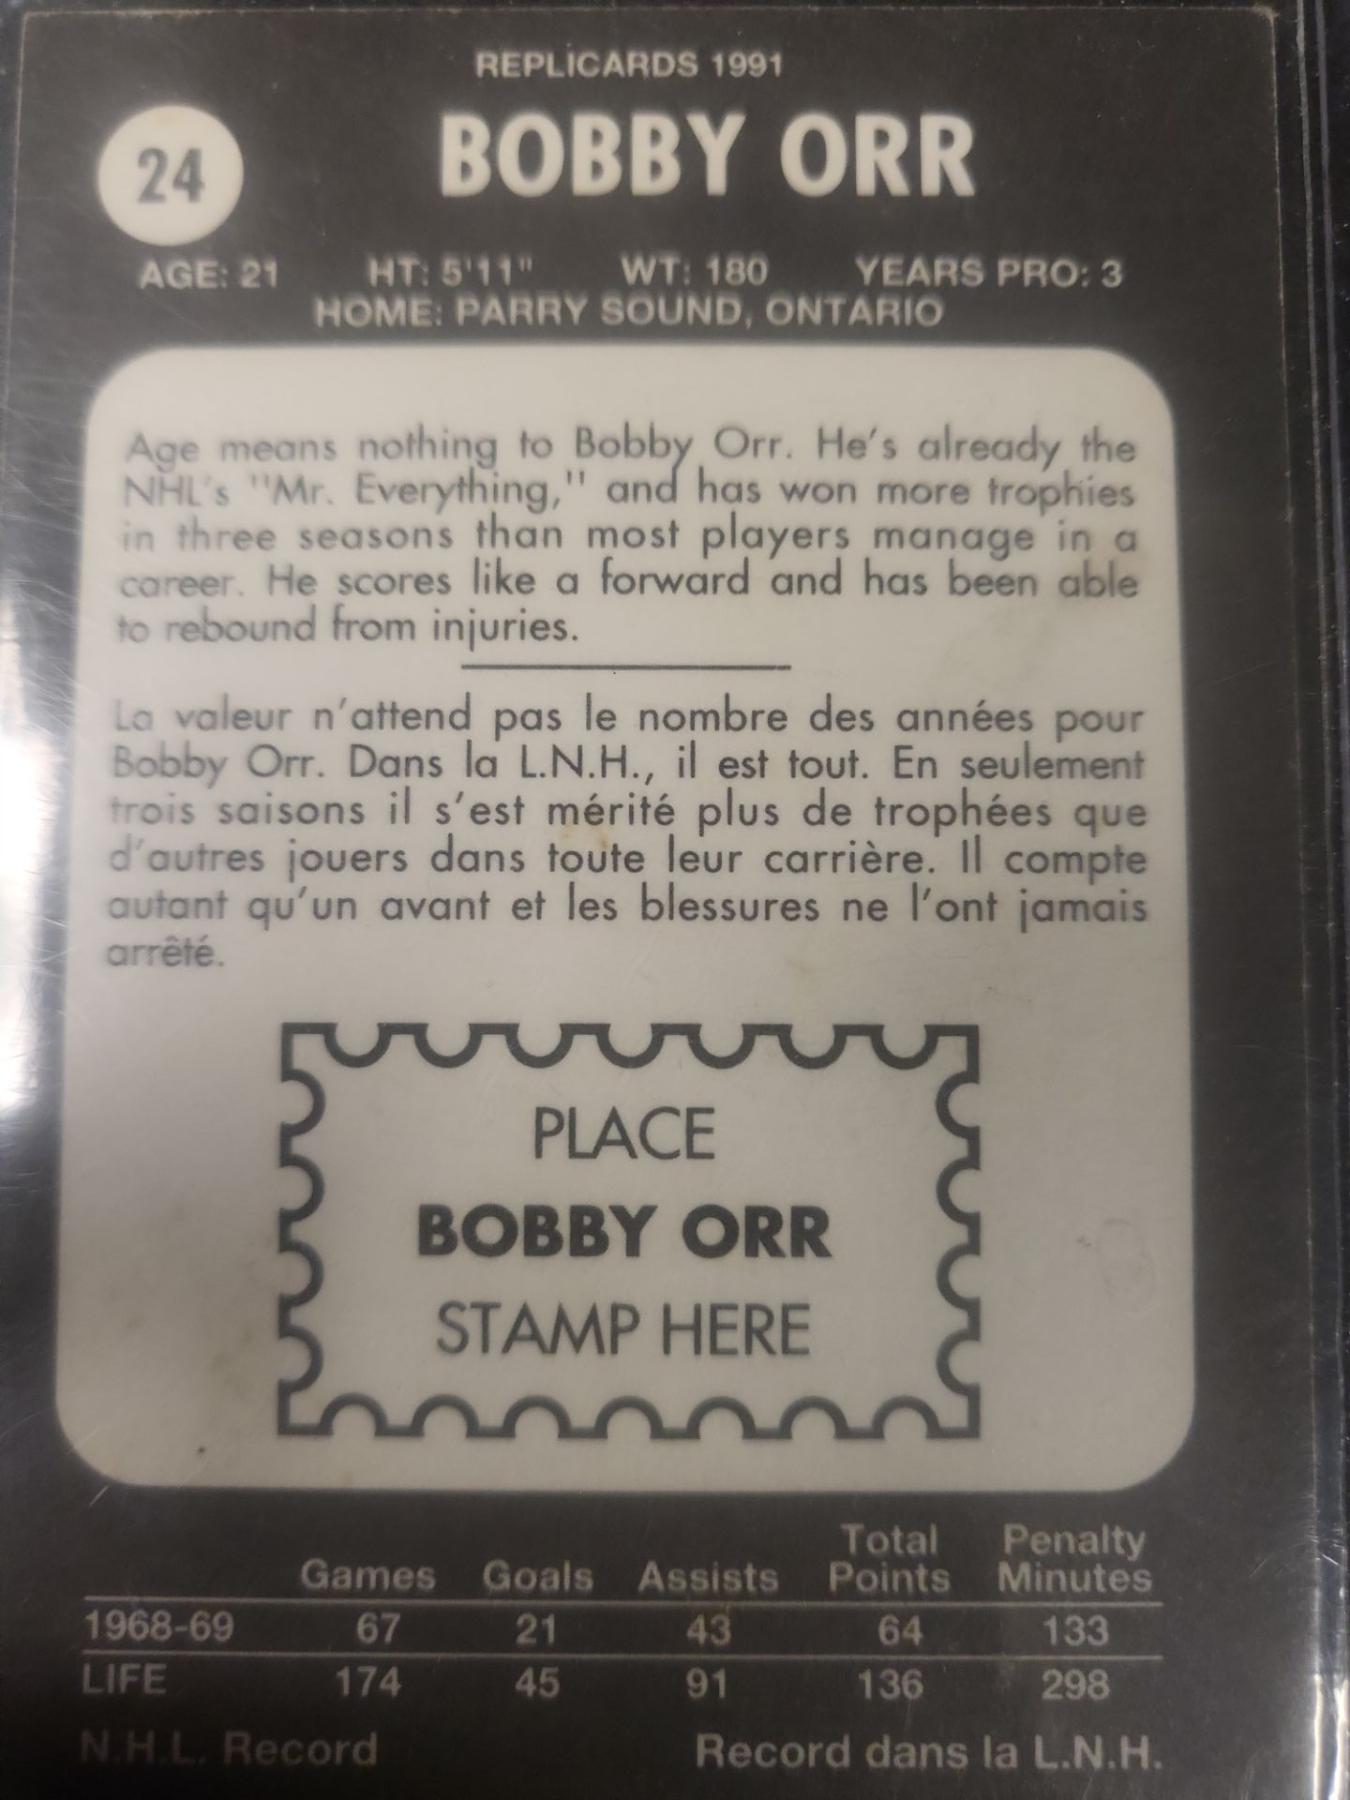 REPLICARDS 1991
24
BOBBY ORR
AGE: 21 HT: 5'11" WT: 180 YEARS PRO: 3
HOME: PARRY SOUND, ONTARIO
Age means nothing to Bobby Orr. He's already the
NHL's "Mr. Everything," and has won more trophies
in three seasons than most players manage in a
career. He scores like a forward and has been able
to rebound from injuries.
La valeur n'attend pas le nombre des années pour
Bobby Orr. Dans la L.N.H., il est tout. En seulement
trois saisons il s'est mérité plus de trophées que
d'autres jouers dans toute leur carrière. Il compte
autant qu'un avant et les blessures ne l'ont jamais
arrêté.
PLACE
BOBBY ORR
STAMP HERE
Games Goals Assists Total Points Penalty Minutes
1968-69 67 21 43 64 133
LIFE 174 45 91 136 298
N.H.L. Record Record dans la L.N.H.